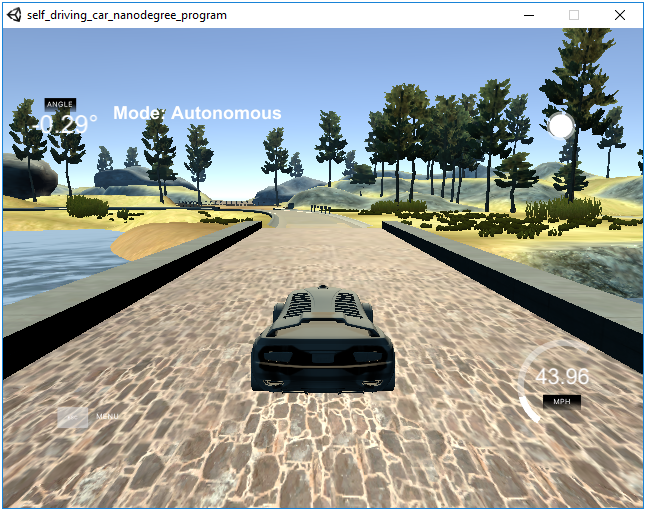 self_driving_car_nanodegree_program
ANGLE
-0.29°
Mode: Autonomous
43.96
MPH
MENU